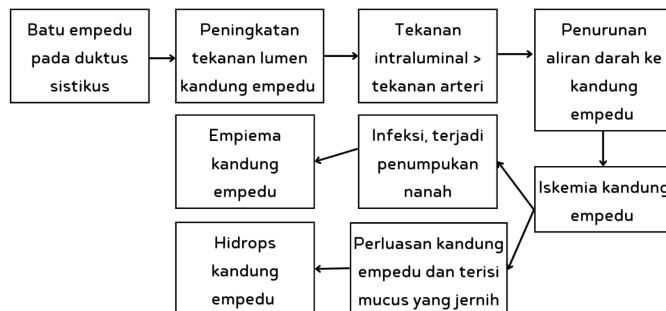 Batu empedu
pada duktus
sistikus
Peningkatan
tekanan lumen
kandung empedu
Tekanan
intraluminal >
tekanan arteri
Penurunan
aliran darah ke
kandung
empedu
Iskemia kandung
empedu
Infeksi, terjadi
penumpukan
nanah
Empiema
kandung
empedu
Perluasan kandung
empedu dan terisi
mucus yang jernih
Hidrops
kandung
empedu